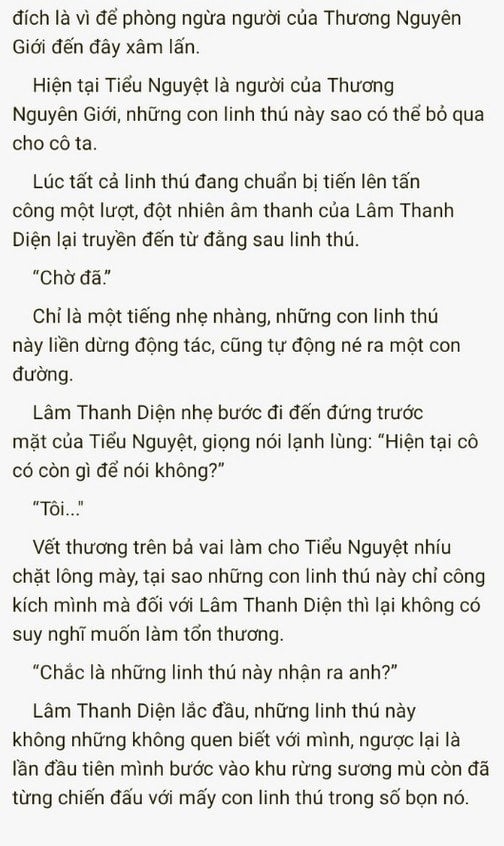 đích là vì để phòng ngừa người của Thương Nguyên
Giới đến đây xâm lấn.
Hiện tại Tiểu Nguyệt là người của Thương
Nguyên Giới, những con linh thú này sao có thể bỏ qua
cho cô ta.
Lúc tất cả linh thú đang chuẩn bị tiến lên tấn
công một lượt, đột nhiên âm thanh của Lâm Thanh
Diện lại truyền đến từ đằng sau linh thú.
“Chờ đã.”
Chỉ là một tiếng nhẹ nhàng, những con linh thú
này liền dừng động tác, cũng tự động né ra một con
đường.
Lâm Thanh Diện nhẹ bước đi đến đứng trước
mặt của Tiểu Nguyệt, giọng nói lạnh lùng: “Hiện tại cô
có còn gì để nói không?”
“Tôi..."
Vết thương trên bả vai làm cho Tiểu Nguyệt nhíu
chặt lông mày, tại sao những con linh thú này chỉ công
kích mình mà đối với Lâm Thanh Diện thì lại không có
suy nghĩ muốn làm tổn thương.
“Chắc là những linh thú này nhận ra anh?”
Lâm Thanh Diện lắc đầu, những linh thú này
không những không quen biết với mình, ngược lại là
lần đầu tiên mình bước vào khu rừng sương mù còn đã
từng chiến đấu với mấy con linh thú trong số bọn nó.